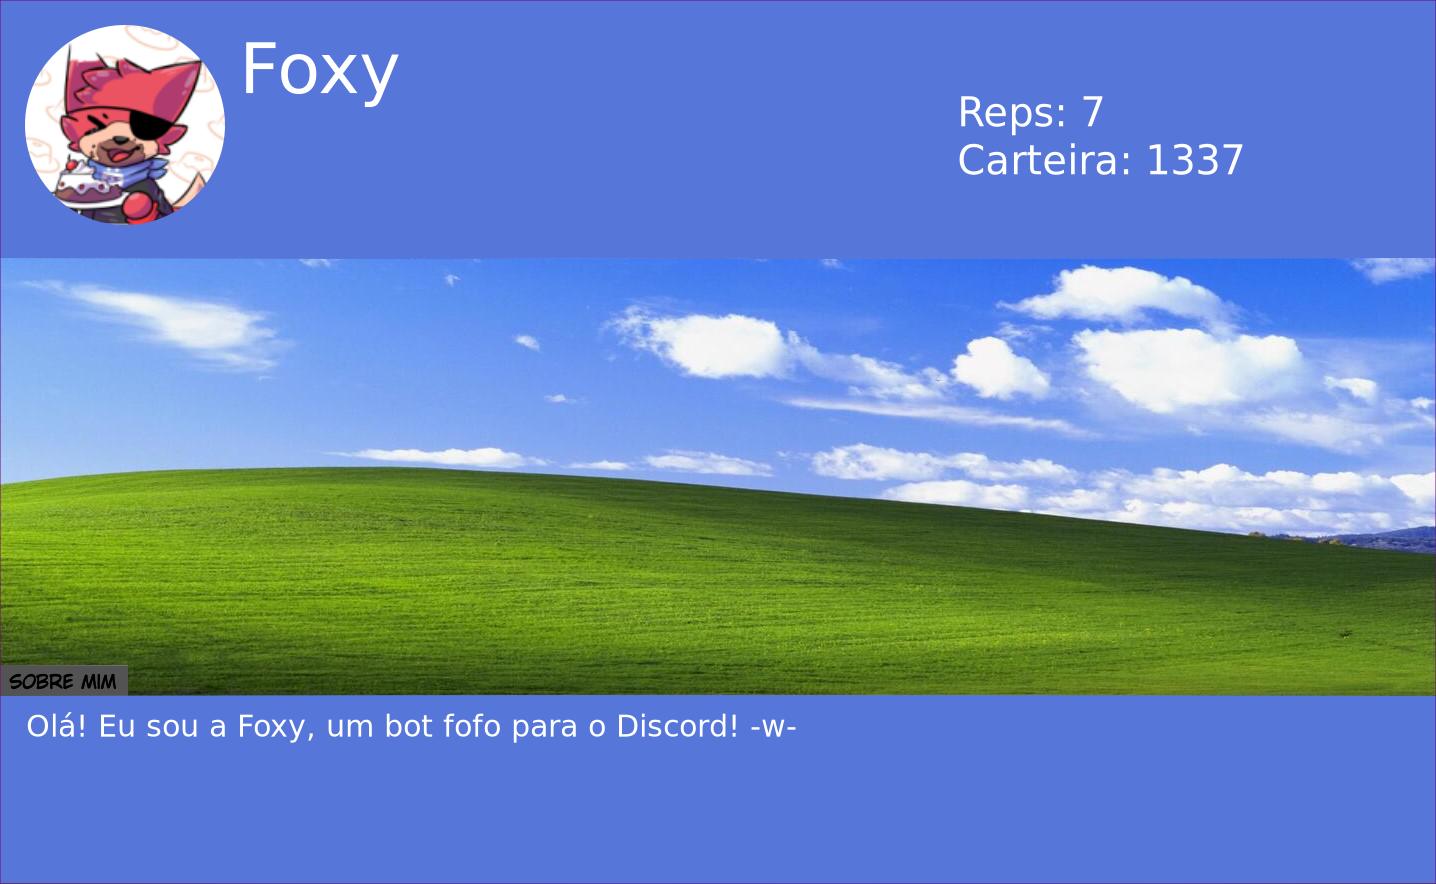 Foxy
Reps: 7
Carteira: 1337
SOBRE MIM
Olá! Eu sou a Foxy, um bot fofo para o Discord! -w-